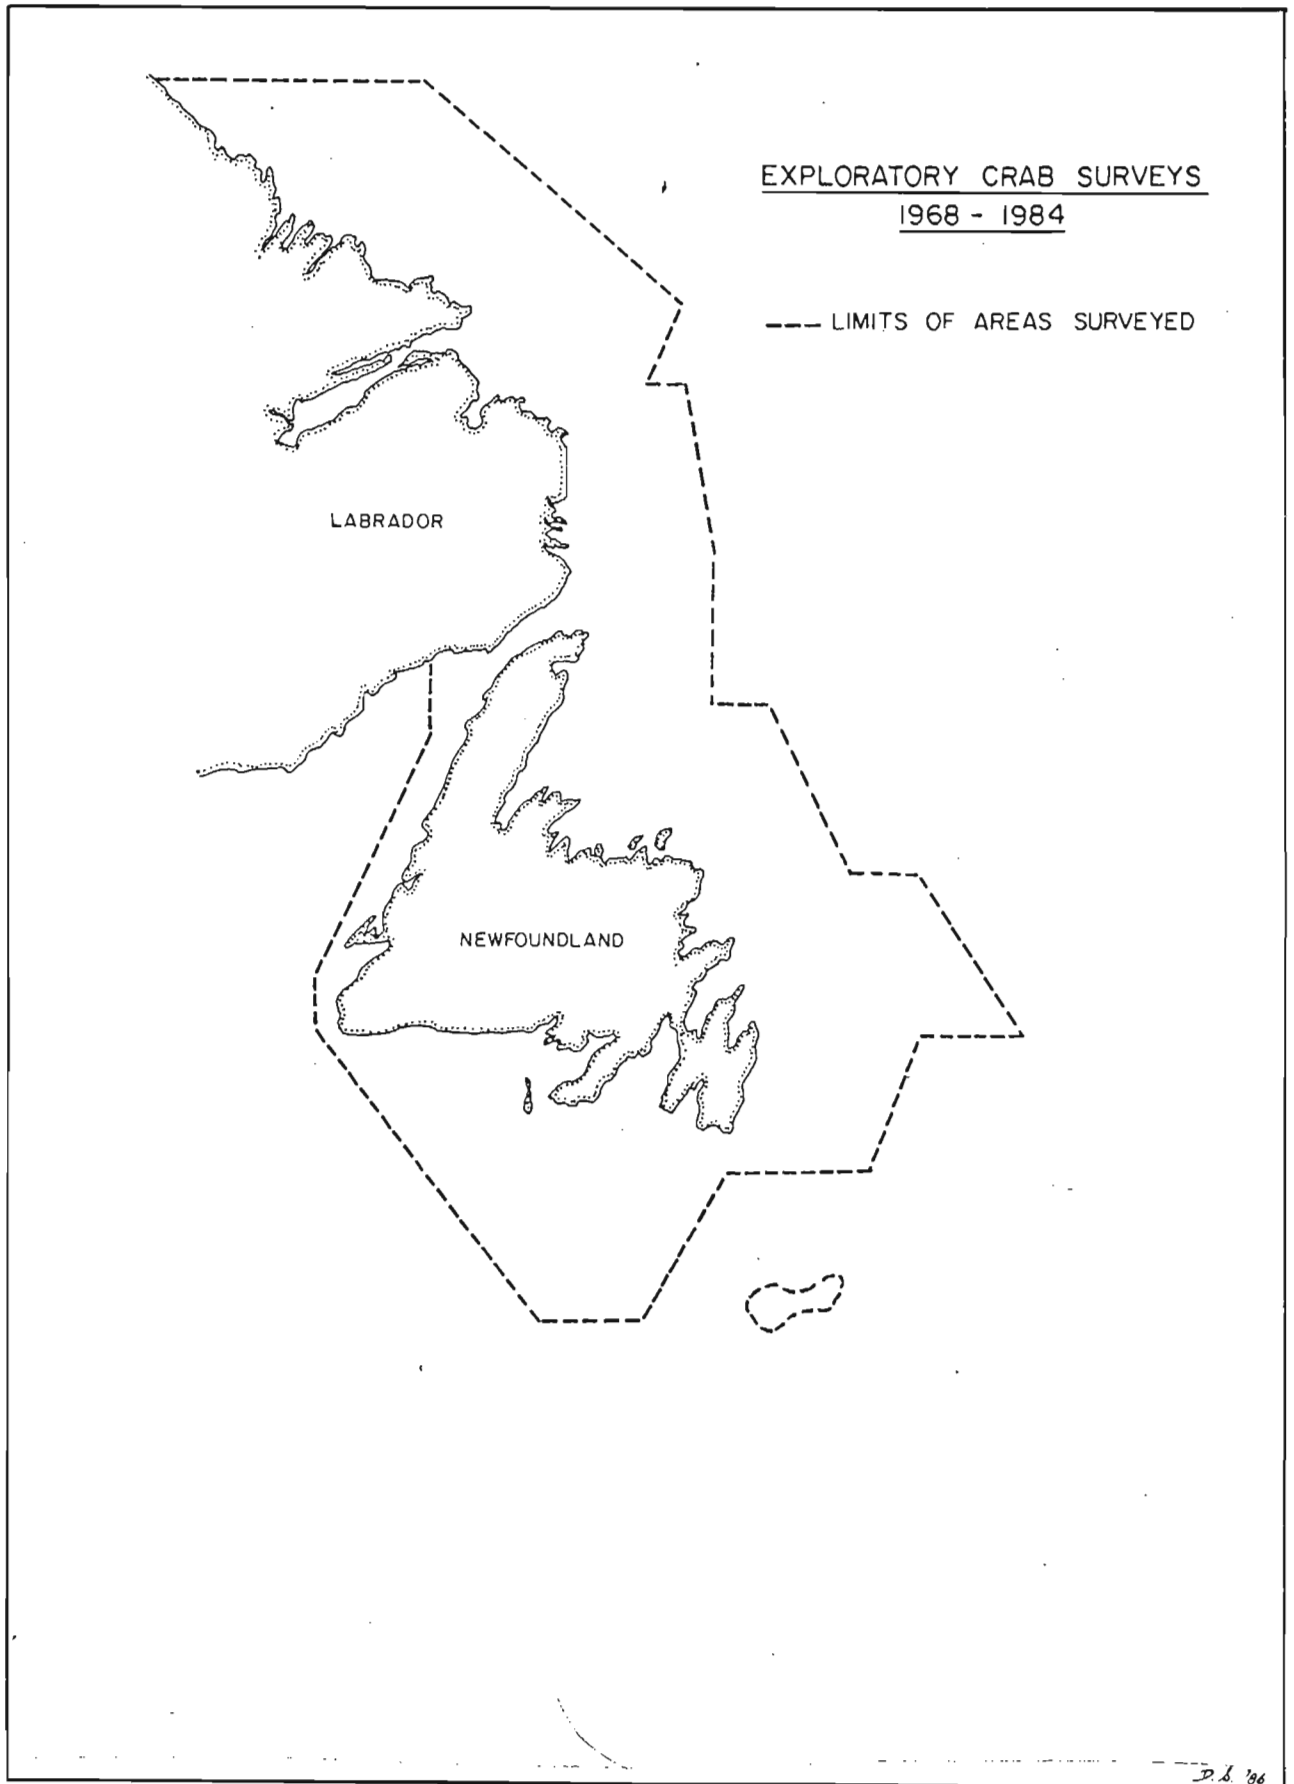 EXPLORATORY CRAB SURVEYS
1968 - 1984
--- LIMITS OF AREAS SURVEYED
LABRADOR
NEWFOUNDLAND
D.S. '86